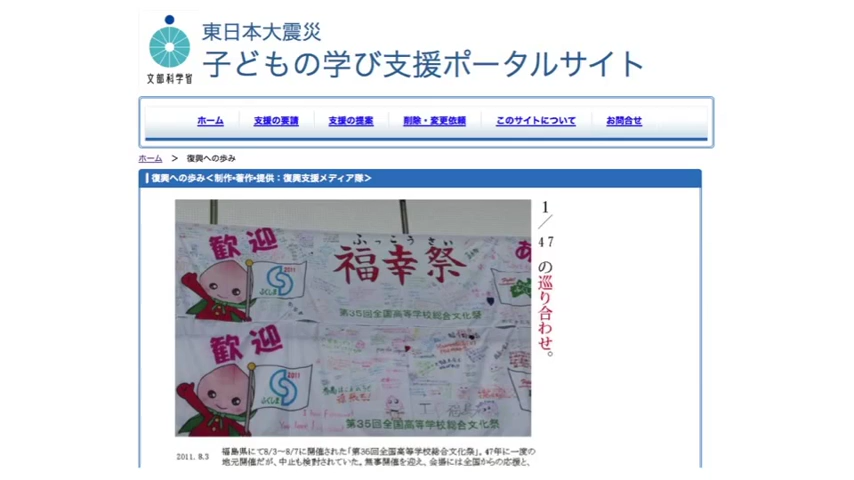 文部科学省
東日本大震災
子どもの学び支援ポータルサイト
ホーム 支援の要請 支援の提案 削除・変更依頼 このサイトについて お問合せ
ホーム > 復興への歩み
復興への歩み<制作・著作・提供:復興支援メディア隊>
歓迎
2011
ふくしま
ふっこうさい
福幸祭
あ
第35回全国高等学校総合文化祭
歓迎
2011
第35回全国高等学校総合文化祭
1/47の巡り合わせ。
2011. 8.3
福島県にて8/3〜8/7に開催された「第35回全国高等学校総合文化祭」。47年に一度の
地元開催だが、中止も検討されていた。無事開催を迎え、会場には全国からの応援と、